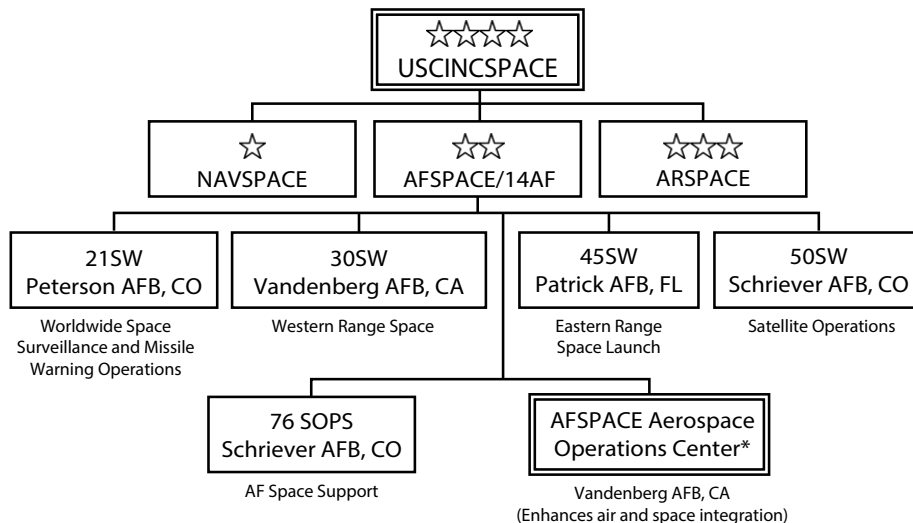 USCINCSPACE
NAVSPACE
AFSPACE/14AF
ARSPACE
21SW
Peterson AFB, CO
Worldwide Space
Surveillance and Missile
Warning Operations
30SW
Vandenberg AFB, CA
Western Range Space
45SW
Patrick AFB, FL
Eastern Range
Space Launch
50SW
Schriever AFB, CO
Satellite Operations
76 SOPS
Schriever AFB, CO
AF Space Support
AFSPACE Aerospace
Operations Center*
Vandenberg AFB, CA
(Enhances air and space integration)